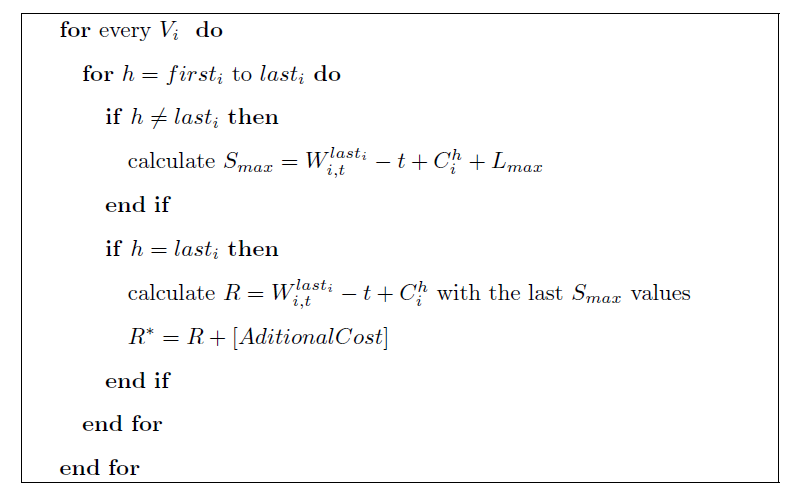 for every V_i do
for h = first_i to last_i do
if h ≠ last_i then
calculate S_{max} = W_{i,t}^{last_i} − t + C_i^h + L_{max}
end if
if h = last_i then
calculate R = W_{i,t}^{last_i} − t + C_i^h with the last S_{max} values
R^* = R + [AditionalCost]
end if
end for
end for